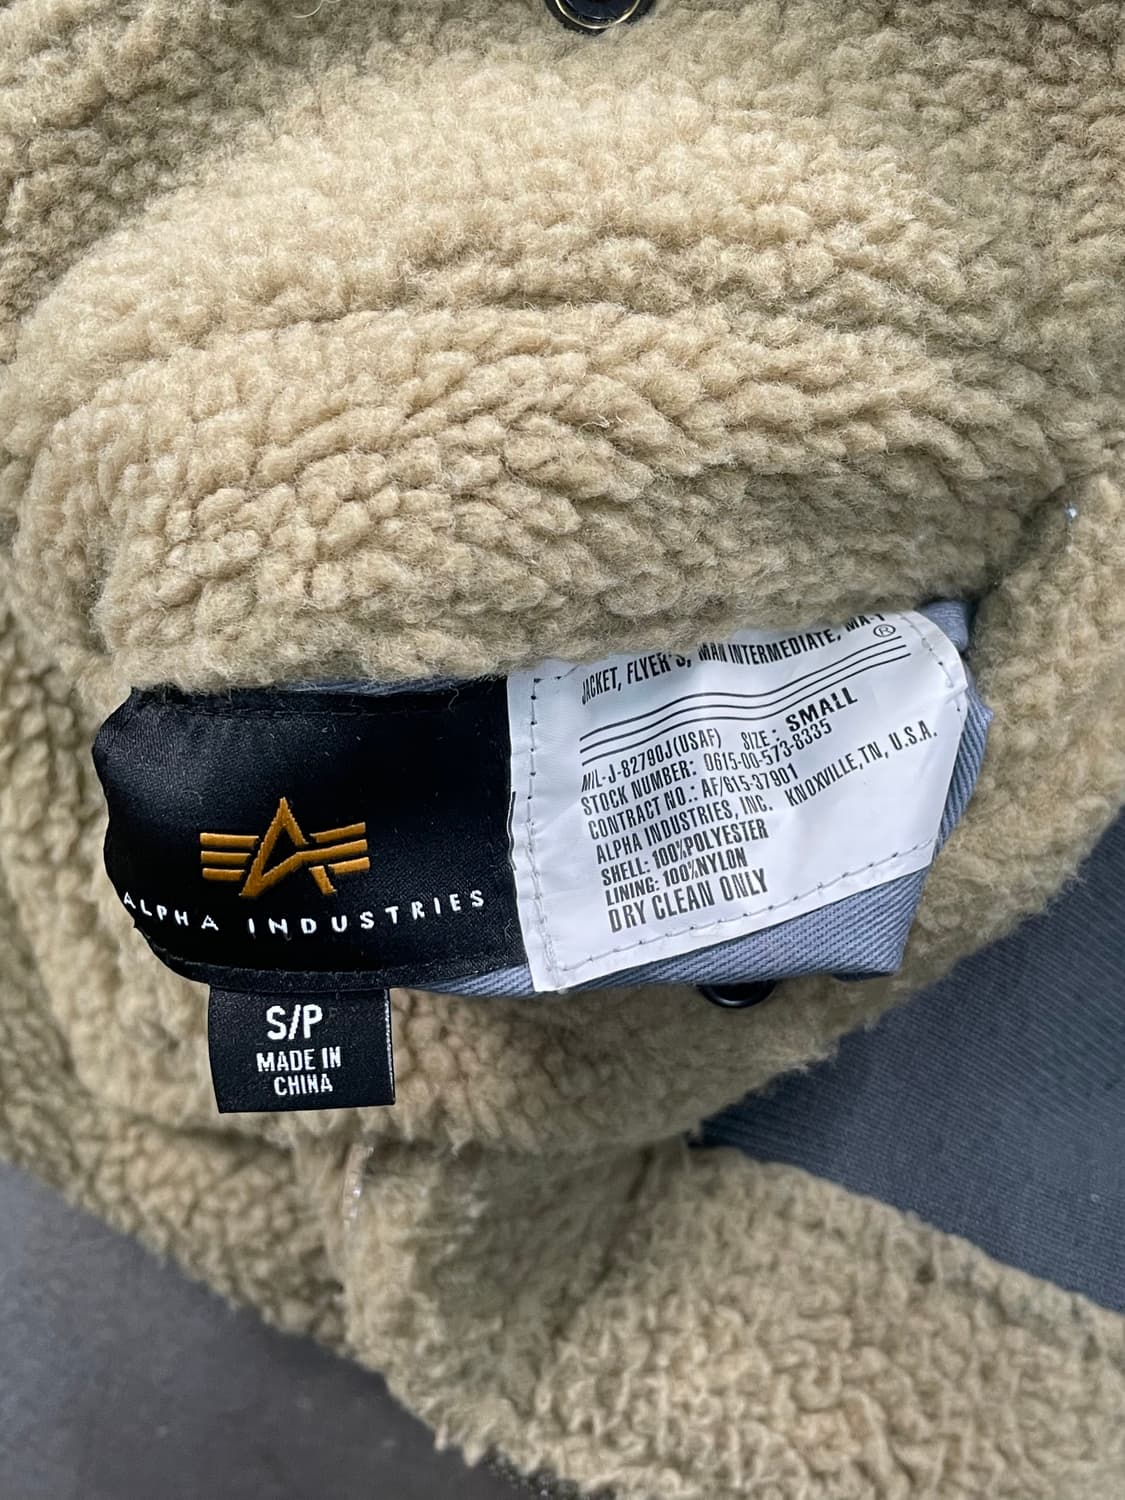 ALPHA INDUSTRIES
S/P
MADE IN
CHINA
JACKET, FLYER'S, MAN INTERMEDIATE, MA-1
®
MIL-J-82790J(USAF) SIZE: SMALL
STOCK NUMBER: 0615-00-573-8335
CONTRACT NO.: AF/615-37901
ALPHA INDUSTRIES, INC. KNOXVILLE,TN, U.S.A.
SHELL: 100%POLYESTER
LINING: 100%NYLON
DRY CLEAN ONLY